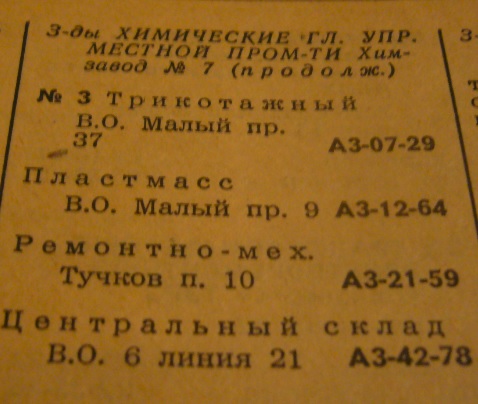 З-ды ХИМИЧЕСКИЕ ГЛ. УПР.
МЕСТНОЙ ПРОМ-ТИ Хим-
завод № 7 (продолж.)
№ 3 Трикотажный
В.О. Малый пр.
37 А3-07-29
Пластмасс
В.О. Малый пр. 9 А3-12-64
Ремонтно-мех.
Тучков п. 10 А3-21-59
Центральный склад
В.О. 6 линия 21 А3-42-78